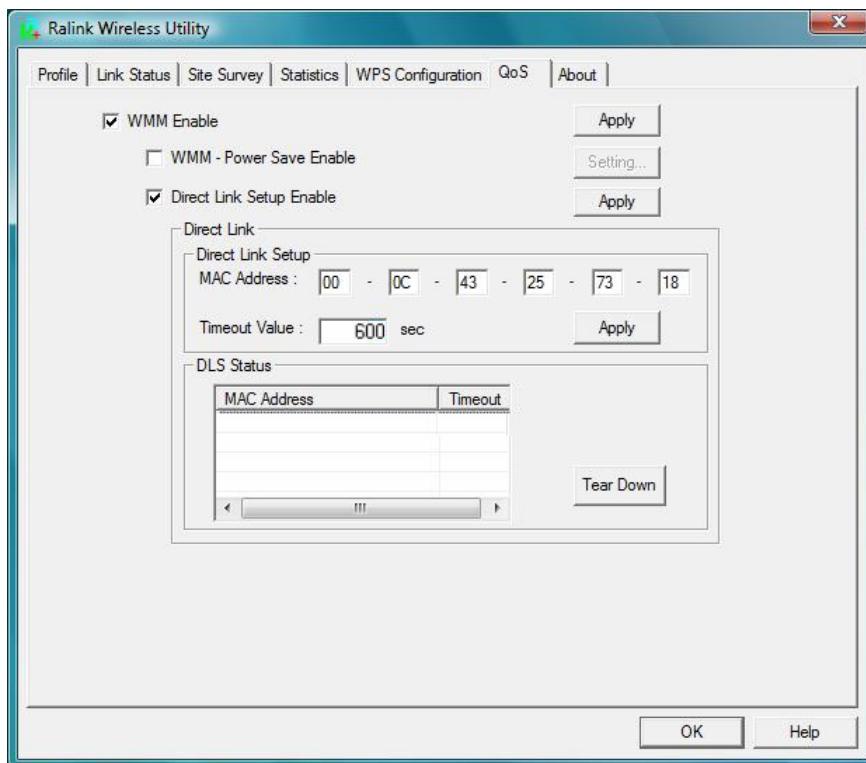 Ralink Wireless Utility
Profile Link Status Site Survey Statistics WPS Configuration QoS About
WMM Enable Apply
WMM - Power Save Enable Setting...
Direct Link Setup Enable Apply
Direct Link
Direct Link Setup
MAC Address : 00 - 0C - 43 - 25 - 73 - 18
Timeout Value : 600 sec Apply
DLS Status
MAC Address Timeout
Tear Down
OK Help